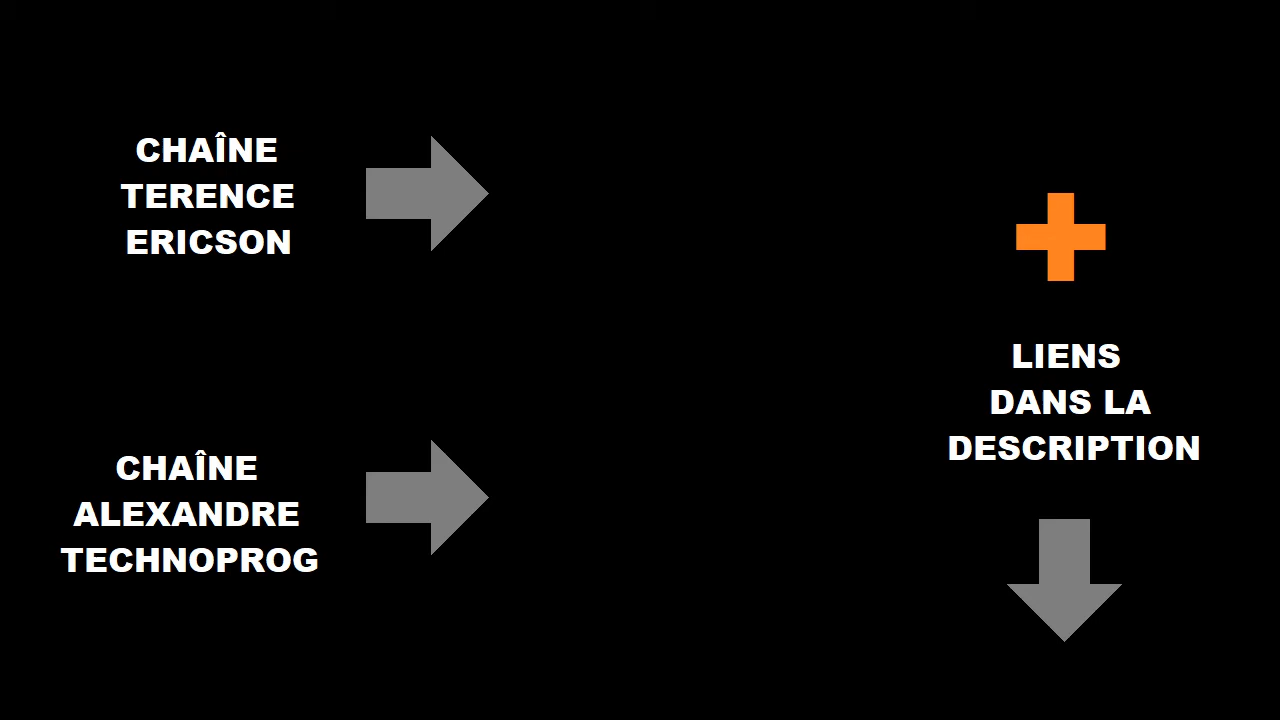 CHAÎNE
TERENCE
ERICSON
CHAÎNE
ALEXANDRE
TECHNOPROG
LIENS
DANS LA
DESCRIPTION